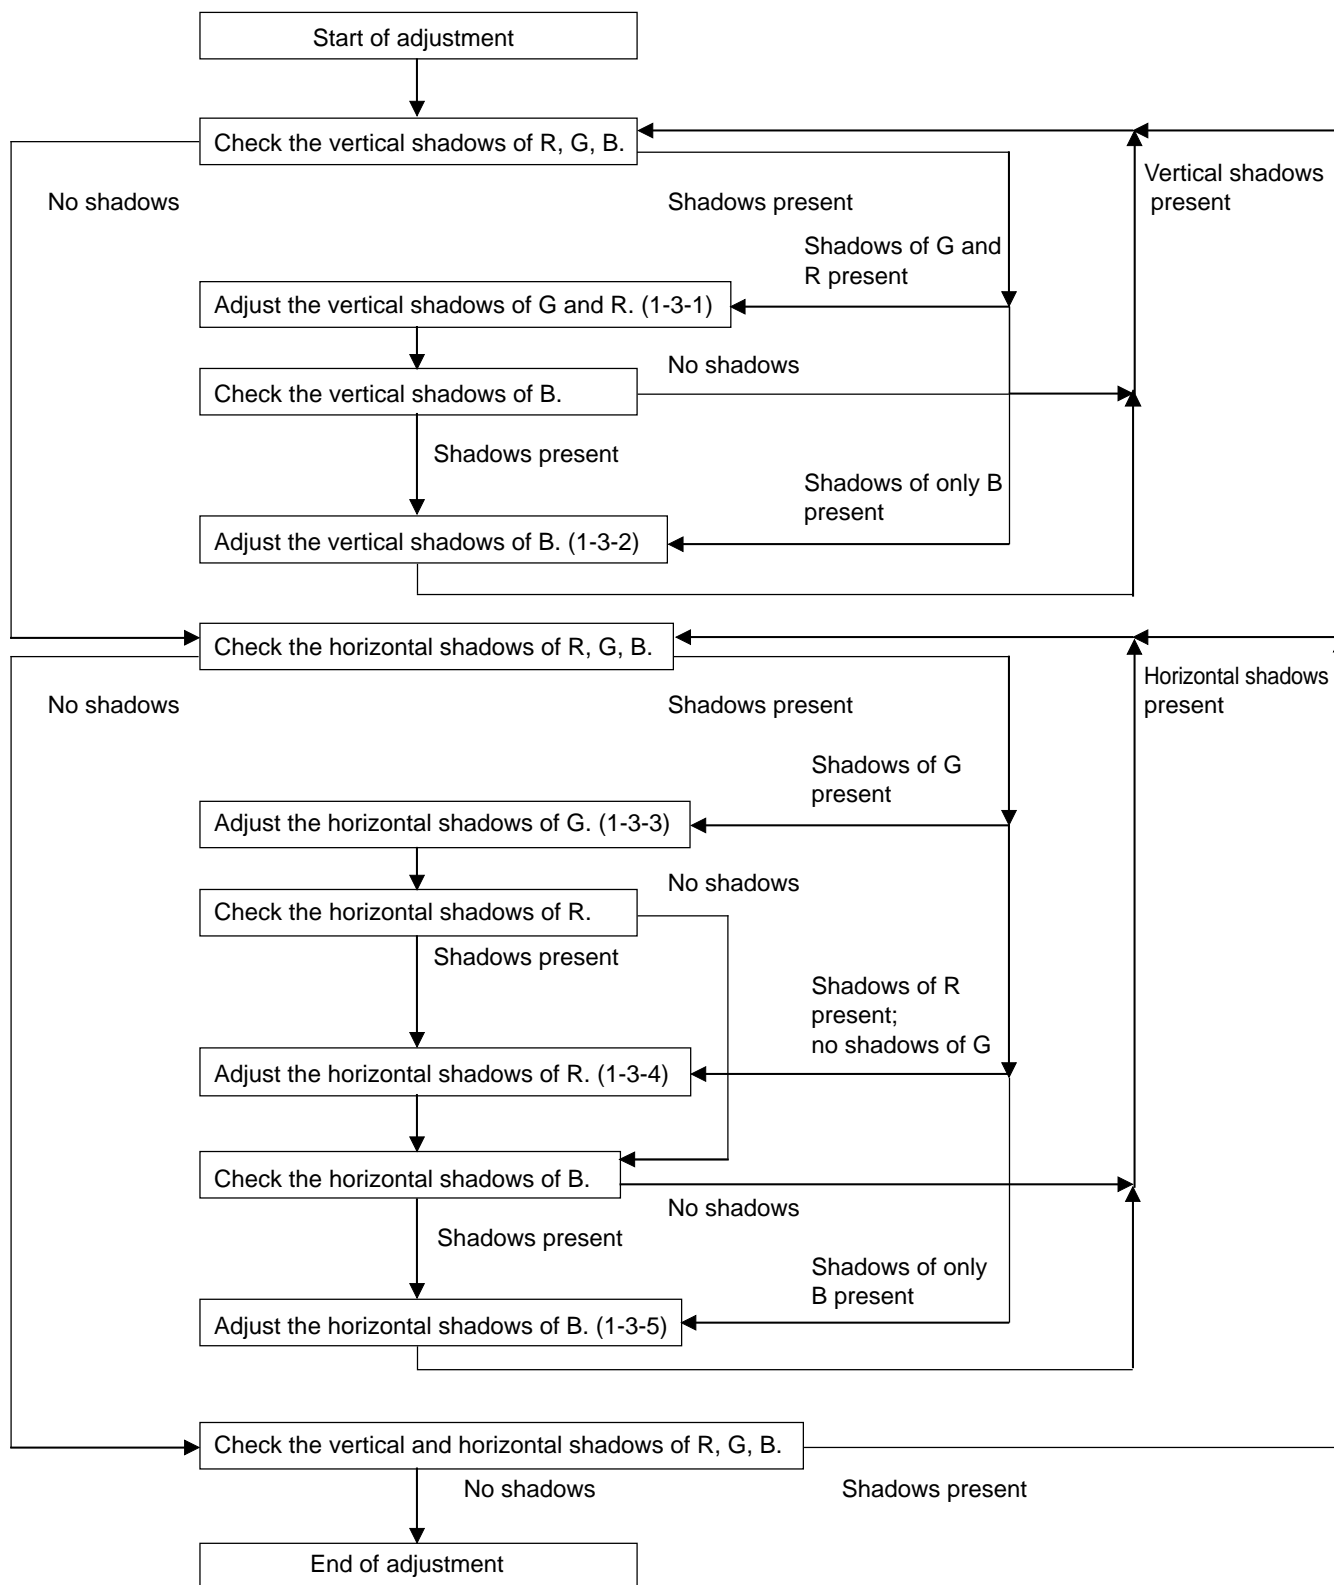 Start of adjustment
Check the vertical shadows of R, G, B.
No shadows
Shadows present
Vertical shadows
present
Shadows of G and
R present
Adjust the vertical shadows of G and R. (1-3-1)
No shadows
Check the vertical shadows of B.
Shadows present
Shadows of only B
present
Adjust the vertical shadows of B. (1-3-2)
Check the horizontal shadows of R, G, B.
No shadows
Shadows present
Horizontal shadows
present
Shadows of G
present
Adjust the horizontal shadows of G. (1-3-3)
No shadows
Check the horizontal shadows of R.
Shadows present
Shadows of R
present;
no shadows of G
Adjust the horizontal shadows of R. (1-3-4)
Check the horizontal shadows of B.
No shadows
Shadows present
Shadows of only
B present
Adjust the horizontal shadows of B. (1-3-5)
Check the vertical and horizontal shadows of R, G, B.
No shadows
Shadows present
End of adjustment